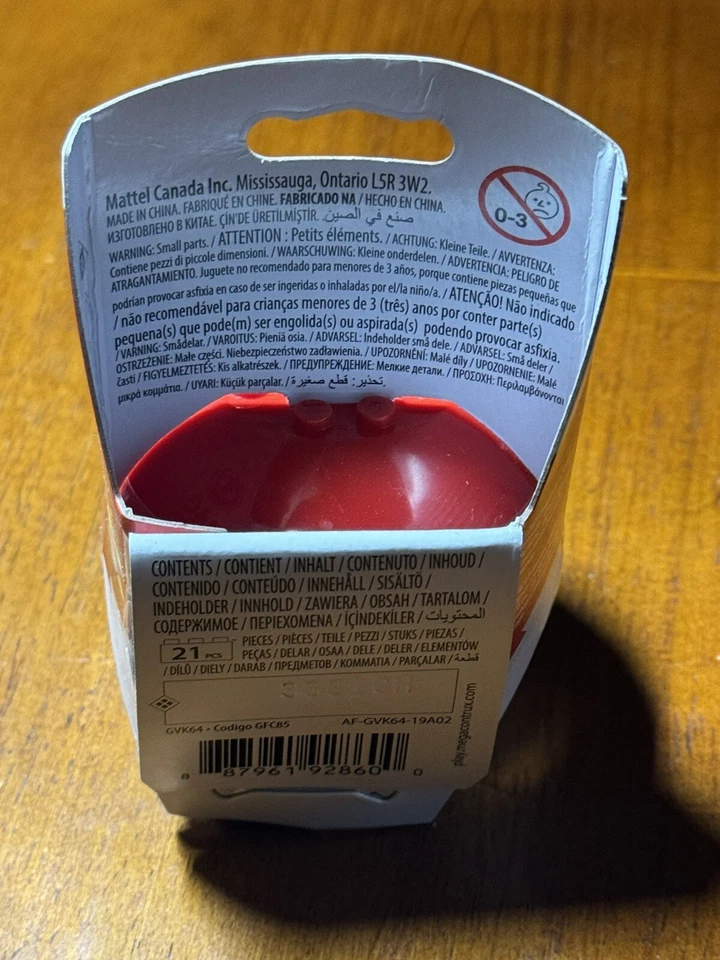 Mattel Canada Inc. Mississauga, Ontario L5R 3W2.
MADE IN CHINA. FABRIQUÉ EN CHINE. FABRICADO NA / HECHO EN CHINA.
ИЗГОТОВЛЕНО В КИТАЕ. ÇİN'DE ÜRETİLMİŞTİR. صنع في الصين.
0-3
WARNING: Small parts. / ATTENTION : Petits éléments. / ACHTUNG: Kleine Teile. / AVVERTENZA:
Contiene pezzi di piccole dimensioni. / WAARSCHUWING: Kleine onderdelen. / ADVERTENCIA: PELIGRO DE
ATRAGANTAMIENTO. Juguete no recomendado para menores de 3 años, porque contiene piezas pequeñas que
podrían provocar asfixia en caso de ser ingeridas o inhaladas por el/la niño/a. / ATENÇÃO! Não indicado
/ não recomendável para crianças menores de 3 (três) anos por conter parte(s)
pequena(s) que pode(m) ser engolida(s) ou aspirada(s) podendo provocar asfixia.
/ VARNING: Smådelar. / VAROITUS: Pieniä osia. / ADVARSEL: Indeholder små dele. / ADVARSEL: Små deler /
OSTRZEŻENIE: Małe części. Niebezpieczeństwo zadławienia. / UPOZORNĚNÍ: Malé díly / UPOZORNENIE: Malé
časti / FIGYELMEZTETÉS: Kis alkatrészek. / ПРЕДУПРЕЖДЕНИЕ: Мелкие детали. / ΠΡΟΣΟΧΗ: Περιλαμβάνονται
μικρά κομμάτια. / UYARI: Küçük parçalar. / تحذير: قطع صغيرة.
CONTENTS / CONTIENT / INHALT / CONTENUTO / INHOUD /
CONTENIDO / CONTEÚDO / INNEHÅLL / SISÄLTÖ /
INDEHOLDER / INNHOLD / ZAWIERA / OBSAH / TARTALOM /
СОДЕРЖИМОЕ / ΠΕΡΙΕΧΟΜΕΝΑ / İÇİNDEKİLER / المحتويات
21 PCS
PIECES / PIÈCES / TEILE / PEZZI / STUKS / PIEZAS /
PEÇAS / DELAR / OSAA / DELE / DELER / ELEMENTÓW
/ DÍLŮ / DIELY / DARAB / ПРЕДМЕТОВ / ΚΟΜΜΑΤΙΑ / PARÇALAR / قطعة
GVK64 - Codigo GFC85
AF-GVK64-19A02
8 87961 92860 0
play.megacontrux.com